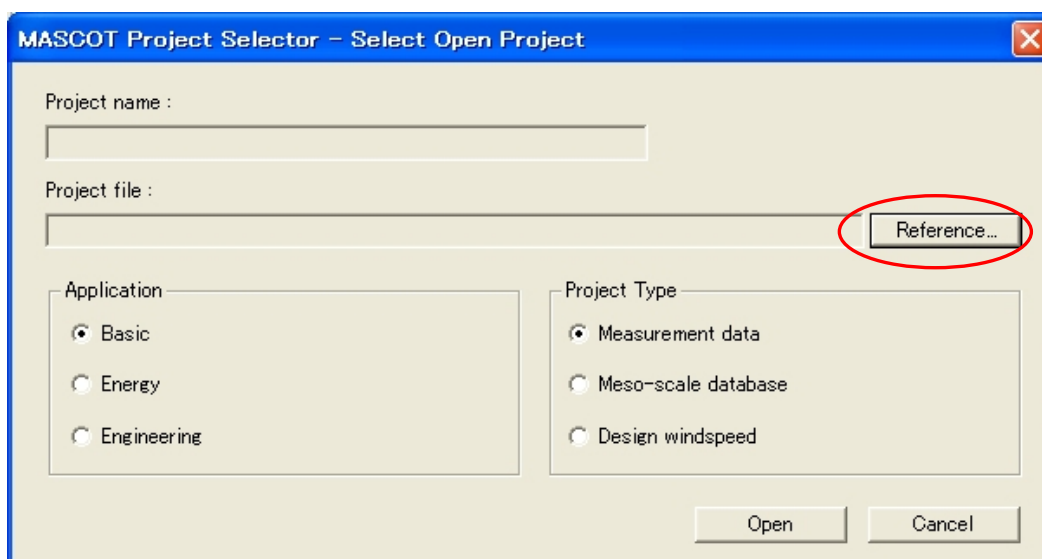 MASCOT Project Selector - Select Open Project
Project name :
Project file :
Reference...
Application
Basic
Energy
Engineering
Project Type
Measurement data
Meso-scale database
Design windspeed
Open
Cancel